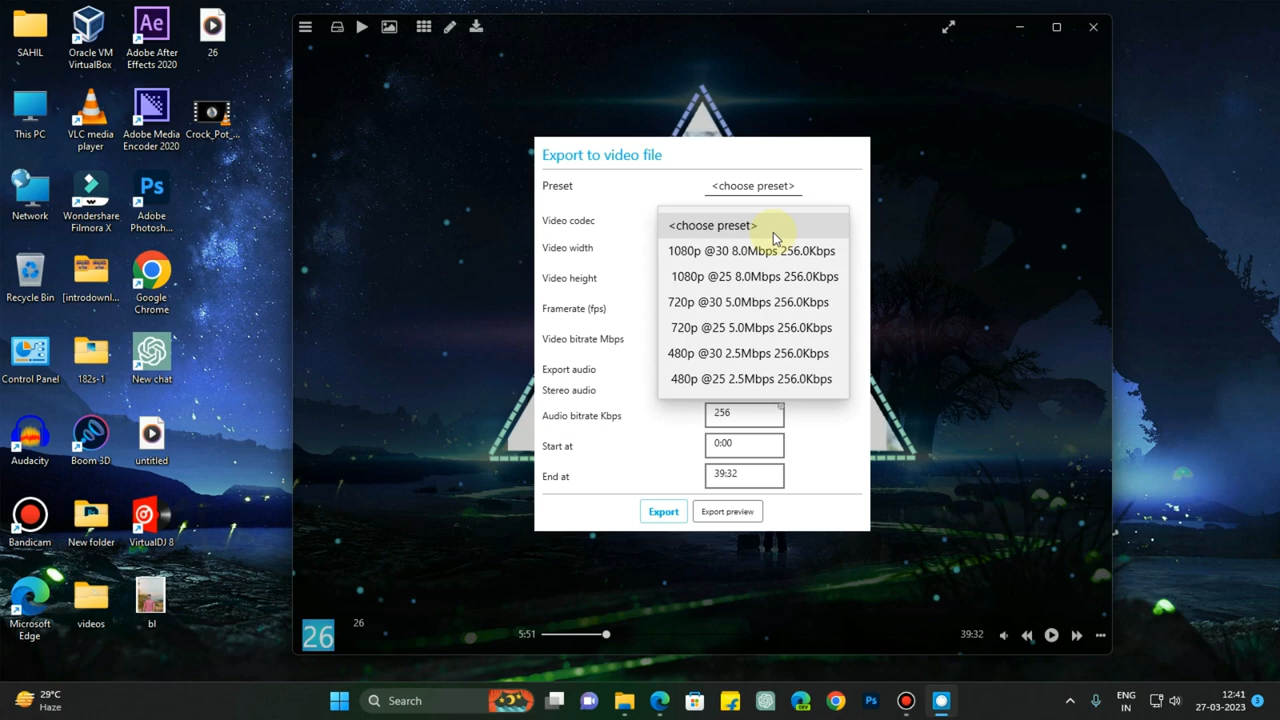 SAHIL
Oracle VM
VirtualBox
Adobe After
Effects 2020
26
This PC
VLC media
player
Adobe Media
Encoder 2020
Crock_Pot_...
Network
Wondershare
Filmora X
Adobe
Photosh...
Recycle Bin
[introdownl...
Google
Chrome
Control Panel
182s-1
New chat
Audacity
Boom 3D
untitled
Bandicam
New folder
VirtualDJ 8
Microsoft
Edge
videos
bl
Export to video file
Preset
<choose preset>
Video codec
Video width
Video height
Framerate (fps)
Video bitrate Mbps
Export audio
Stereo audio
<choose preset>
1080p @30 8.0Mbps 256.0Kbps
1080p @25 8.0Mbps 256.0Kbps
720p @30 5.0Mbps 256.0Kbps
720p @25 5.0Mbps 256.0Kbps
480p @30 2.5Mbps 256.0Kbps
480p @25 2.5Mbps 256.0Kbps
Audio bitrate Kbps
256
Start at
0:00
End at
39:32
Export
Export preview
26
26
5:51
39:32
29°C
Haze
Search
DEV
ENG
IN
12:41
27-03-2023
3